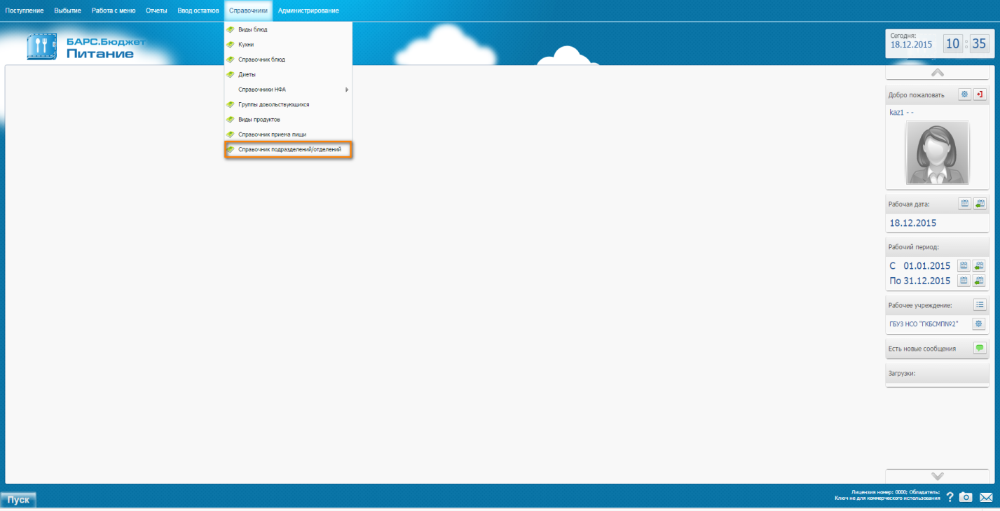 Поступление Выбытие Работа с меню Отчеты Ввод остатков Справочники Администрирование
Виды блюд
Кухни
Справочник блюд
Диеты
Справочники НФА
Группы довольствующихся
Виды продуктов
Справочник приема пищи
Справочник подразделений/отделений
БАРС.Бюджет
Питание
Сегодня:
18.12.2015 10 : 35
Добро пожаловать
kaz1 - -
Рабочая дата:
18.12.2015
Рабочий период:
С 01.01.2015
По 31.12.2015
Рабочее учреждение:
ГБУЗ НСО "ГКБСМП№2"
Есть новые сообщения
Загрузки:
Пуск
Лицензия номер: 0000; Обладатель:
Ключ не для коммерческого использования
?